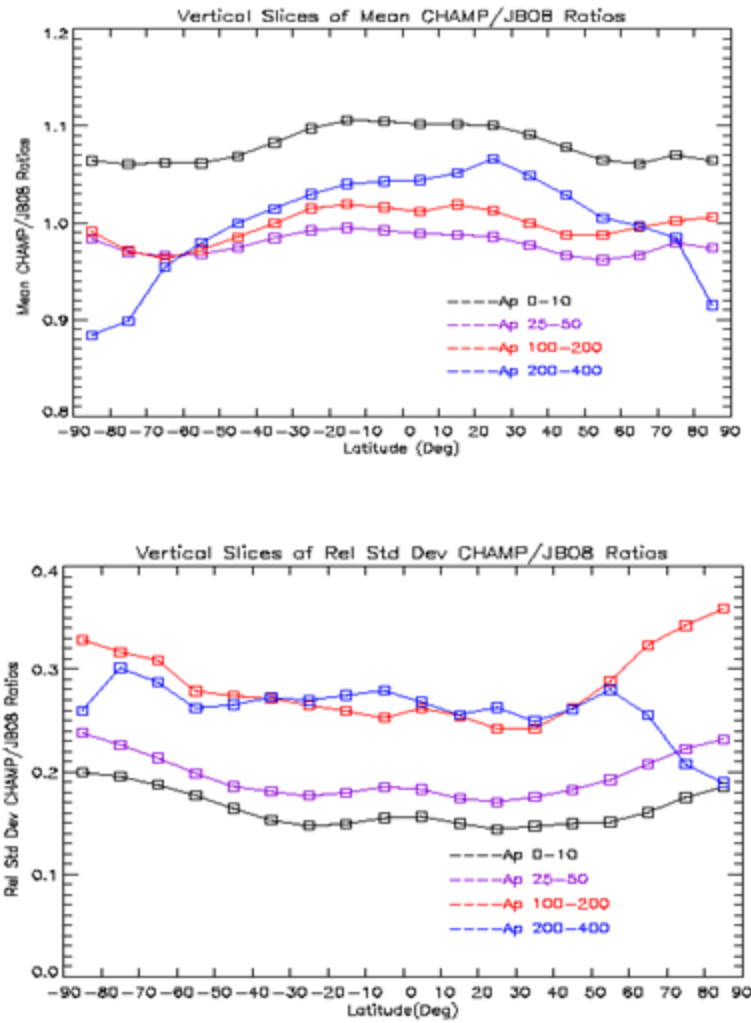 Vertical Slices of Mean CHAMP/JB08 Ratios
1.2
1.1
1.0
0.9
0.8
Mean CHAMP/JB08 Ratios
Ap 0-10
Ap 25-50
Ap 100-200
Ap 200-400
-90 -80 -70 -60 -50 -40 -30 -20 -10 0 10 20 30 40 50 60 70 80 90
Latitude (Deg)
Vertical Slices of Rel Std Dev CHAMP/JB08 Ratios
0.4
0.3
0.2
0.1
0.0
Rel Std Dev CHAMP/JB08 Ratios
Ap 0-10
Ap 25-50
Ap 100-200
Ap 200-400
-90 -80 -70 -60 -50 -40 -30 -20 -10 0 10 20 30 40 50 60 70 80 90
Latitude(Deg)